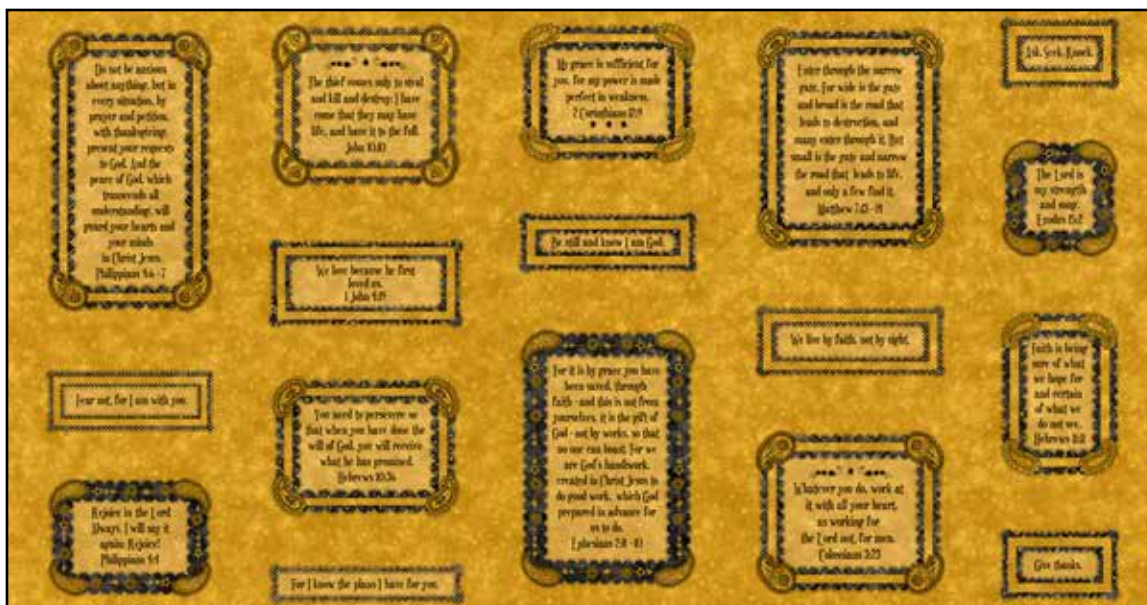 Do not be anxious
about anything, but in
every situation, by
prayer and petition,
with thanksgiving,
present your requests
to God. And the
peace of God, which
transcends all
understanding, will
guard your hearts and
your minds
in Christ Jesus.
Philippians 4:6-7
Fear not, for I am with you.
Rejoice in the Lord
Always. I will say it
again: Rejoice!
Philippians 4:4
The thief comes only to steal
and kill and destroy; I have
come that they may have
life, and have it to the full.
John 10:10
We love because he first
loved us.
1 John 4:19
You need to persevere so
that when you have done the
will of God, you will receive
what he has promised.
Hebrews 10:36
For I know the plans I have for you.
My grace is sufficient for
you, for my power is made
perfect in weakness.
2 Corinthians 12:9
Be still and know I am God.
For it is by grace you have
been saved, through
faith - and this is not from
yourselves, it is the gift of
God - not by works, so that
no one can boast. For we
are God's handiwork,
created in Christ Jesus to
do good work, which God
prepared in advance for
us to do.
Ephesians 2:8-10
Enter through the narrow
gate. For wide is the gate
and broad is the road that
leads to destruction, and
many enter through it. But
small is the gate and narrow
the road that leads to life,
and only a few find it.
Matthew 7:13-14
We live by faith, not by sight.
Whatever you do, work at
it with all your heart,
as working for
the Lord not, for men.
Colossians 3:23
Ask. Seek. Knock.
The Lord is
my strength
and song.
Exodus 15:2
Faith is being
sure of what
we hope for
and certain
of what we
do not see.
Hebrews 11:1
Give thanks.